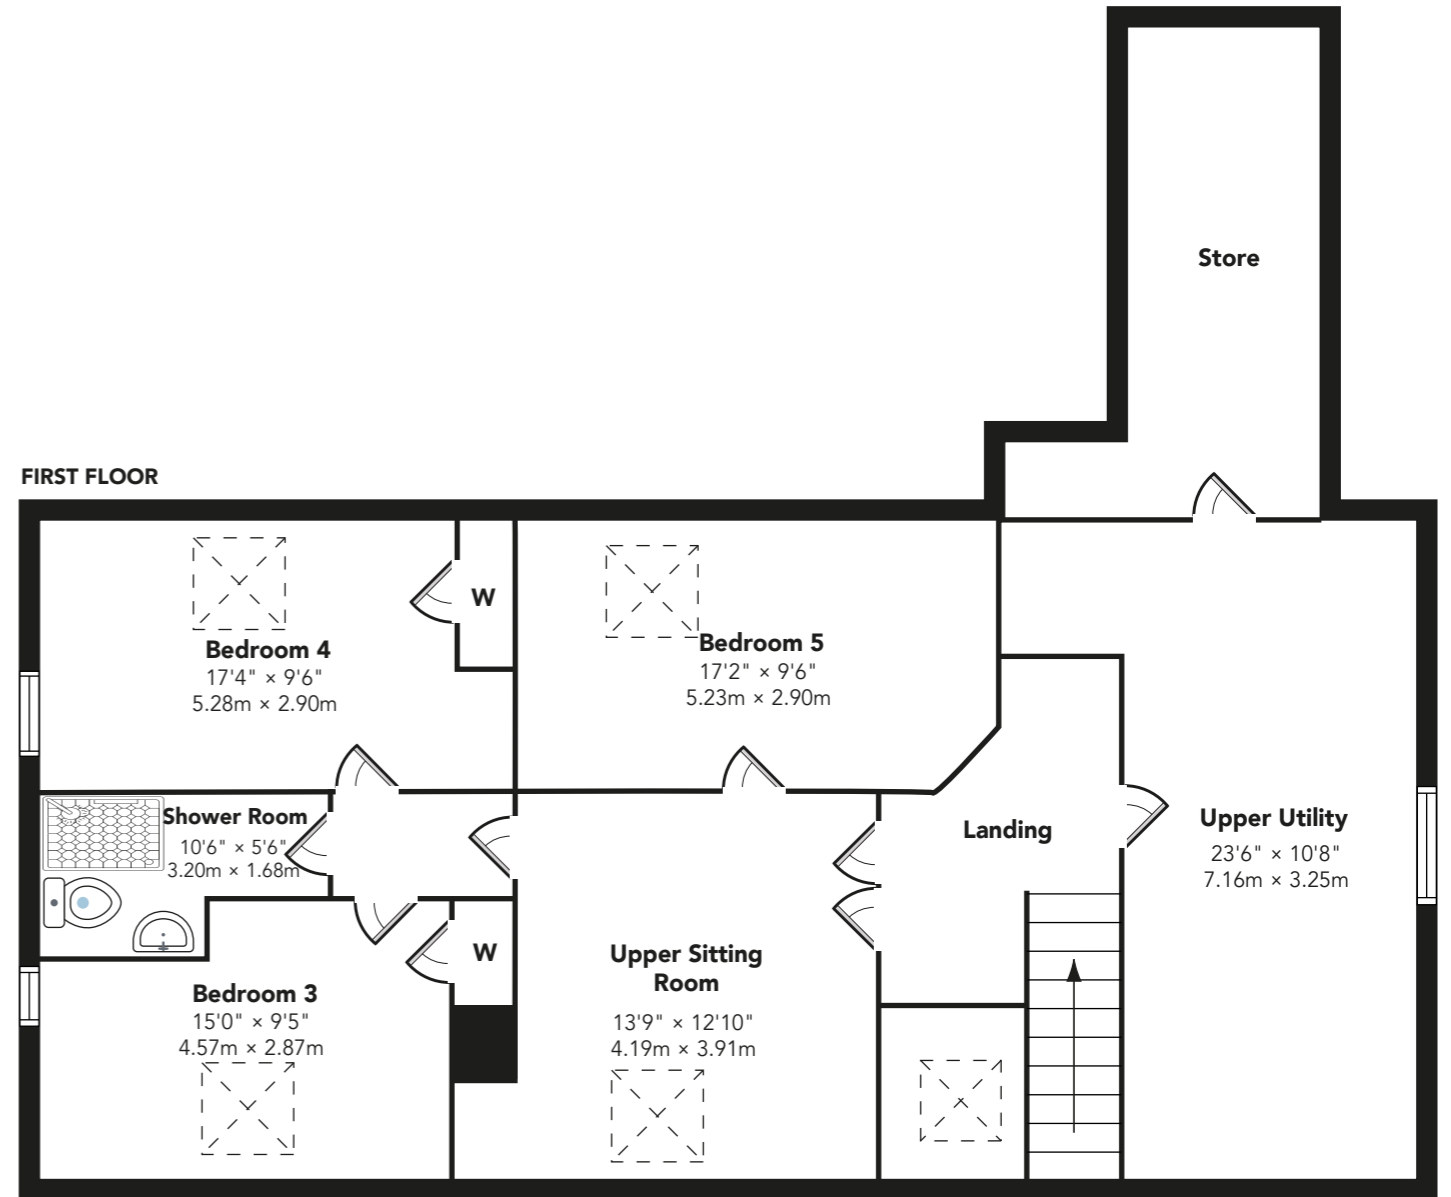 Store
FIRST FLOOR
Bedroom 4
17'4" × 9'6"
5.28m × 2.90m
W
Bedroom 5
17'2" × 9'6"
5.23m × 2.90m
Shower Room
10'6" × 5'6"
3.20m × 1.68m
Landing
Upper Utility
23'6" × 10'8"
7.16m × 3.25m
W
Upper Sitting
Room
13'9" × 12'10"
4.19m × 3.91m
Bedroom 3
15'0" × 9'5"
4.57m × 2.87m